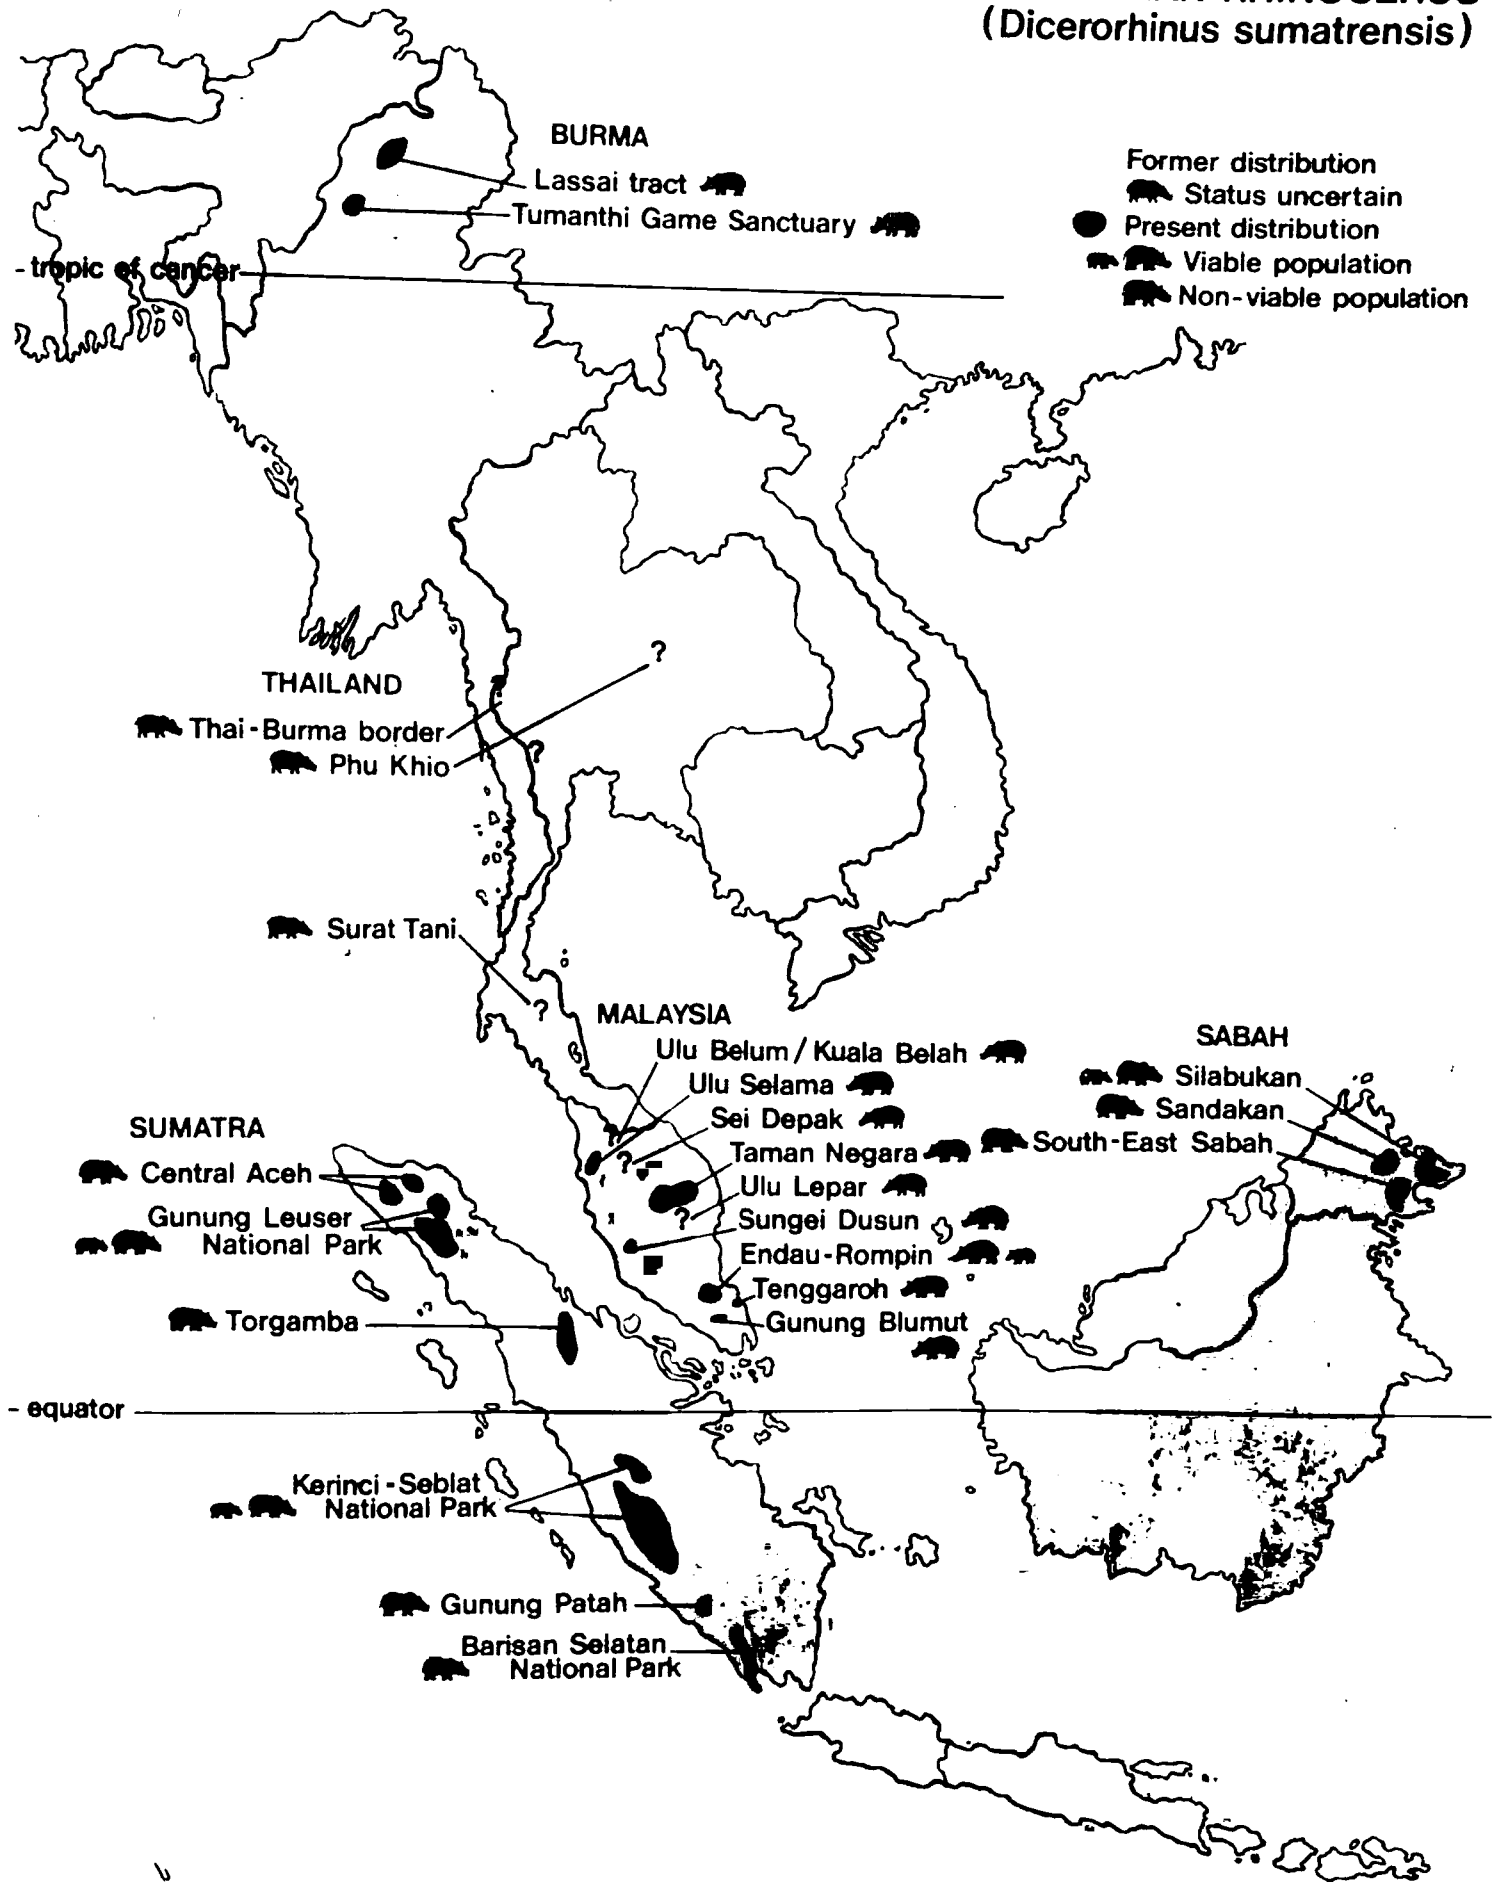 (Dicerorhinus sumatrensis)
BURMA
Lassai tract
Tumanthi Game Sanctuary
Former distribution
Status uncertain
Present distribution
Viable population
Non-viable population
- tropic of cancer
?
THAILAND
Thai-Burma border
?
Phu Khio
Surat Tani
?
MALAYSIA
Ulu Belum/Kuala Belah
Ulu Selama
Sei Depak
?
Taman Negara
Ulu Lepar
?
Sungei Dusun
Endau-Rompin
Tenggaroh
Gunung Blumut
SABAH
Silabukan
Sandakan
South-East Sabah
SUMATRA
Central Aceh
Gunung Leuser
National Park
Torgamba
- equator
Kerinci-Seblat
National Park
Gunung Patah
Barisan Selatan
National Park